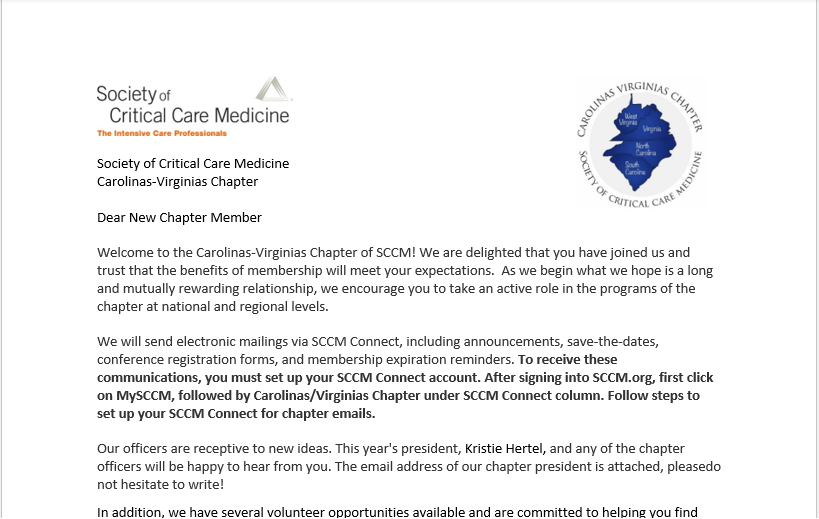 Society of
Critical Care Medicine
The Intensive Care Professionals
CAROLINAS VIRGINIAS CHAPTER
West
Virginia
Virginia
North
Carolina
South
Carolina
SOCIETY OF CRITICAL CARE MEDICINE
Society of Critical Care Medicine
Carolinas-Virginias Chapter
Dear New Chapter Member
Welcome to the Carolinas-Virginias Chapter of SCCM! We are delighted that you have joined us and
trust that the benefits of membership will meet your expectations.  As we begin what we hope is a long
and mutually rewarding relationship, we encourage you to take an active role in the programs of the
chapter at national and regional levels.
We will send electronic mailings via SCCM Connect, including announcements, save-the-dates,
conference registration forms, and membership expiration reminders. To receive these
communications, you must set up your SCCM Connect account. After signing into SCCM.org, first click
on MySCCM, followed by Carolinas/Virginias Chapter under SCCM Connect column. Follow steps to
set up your SCCM Connect for chapter emails.
Our officers are receptive to new ideas. This year's president, Kristie Hertel, and any of the chapter
officers will be happy to hear from you. The email address of our chapter president is attached, pleasedo
not hesitate to write!
In addition, we have several volunteer opportunities available and are committed to helping you find